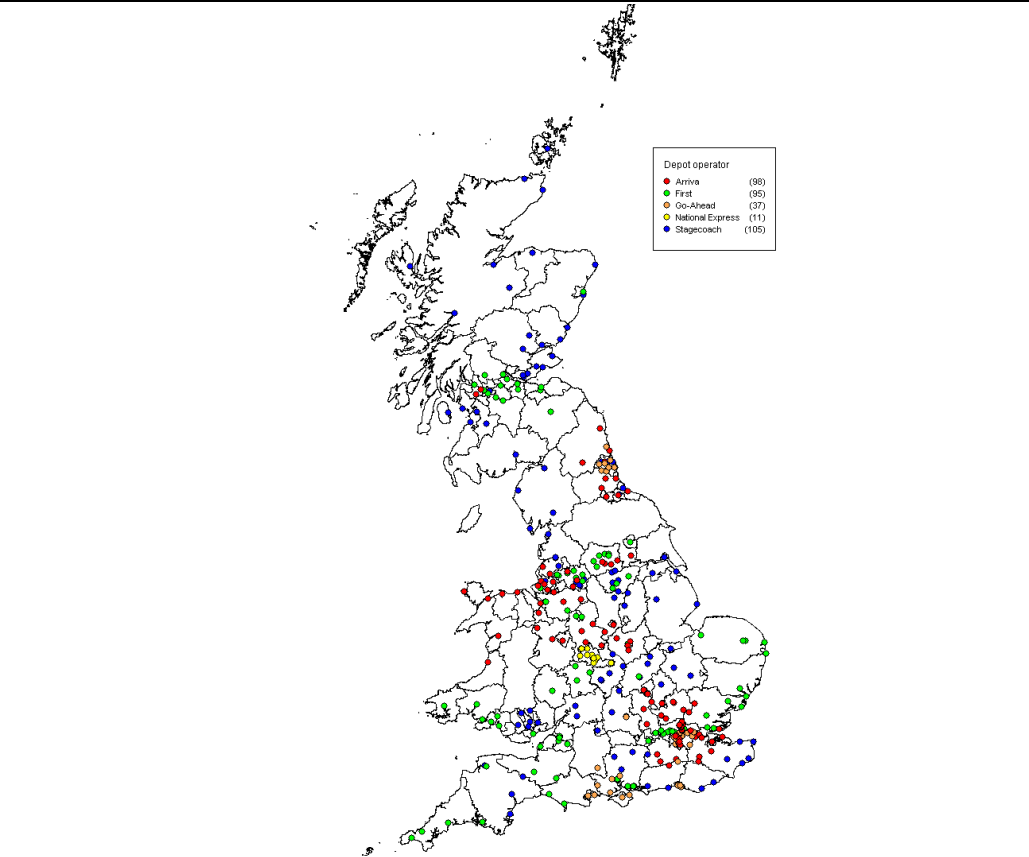 Depot operator
Arriva (98)
First (95)
Go-Ahead (37)
National Express (11)
Stagecoach (105)